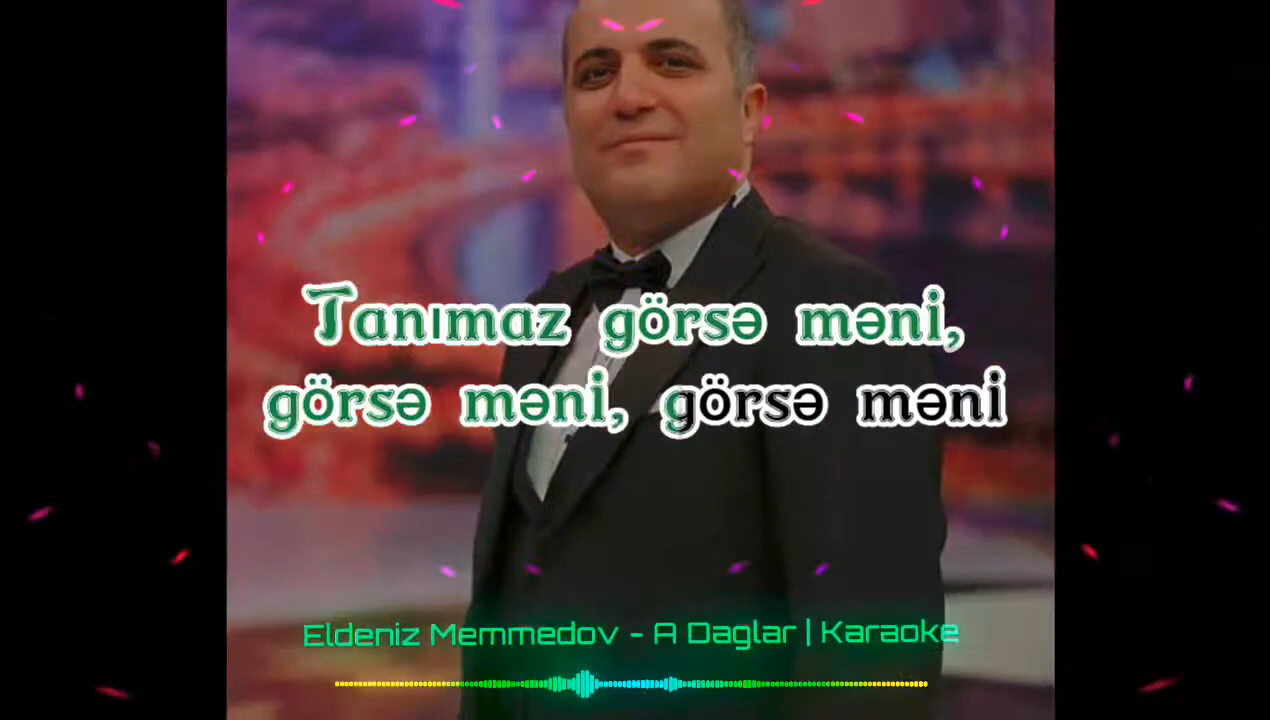 Tanımaz görsə məni,
görsə məni, görsə məni
Eldeniz Memmedov - A Daglar | Karaoke